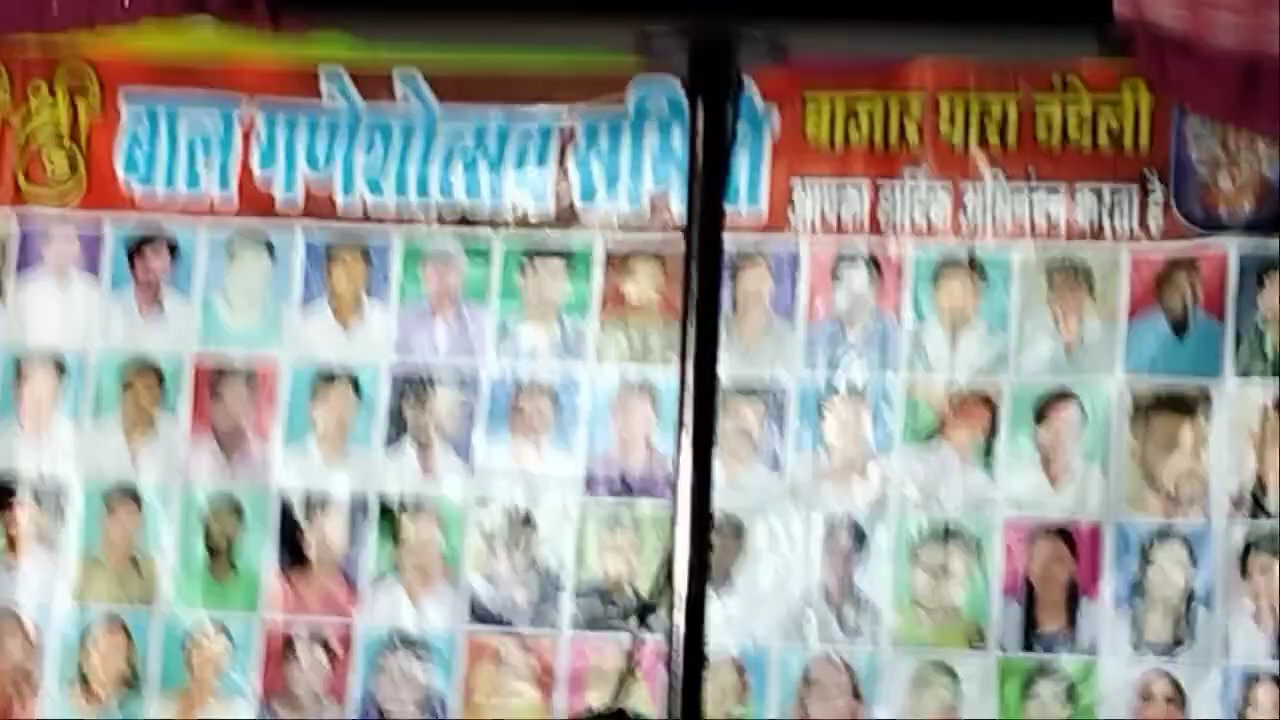 श्री बाल गणेशोत्सव समिती
बाजार पारा चंदेली
आपका हार्दिक अभिनंदन करता है